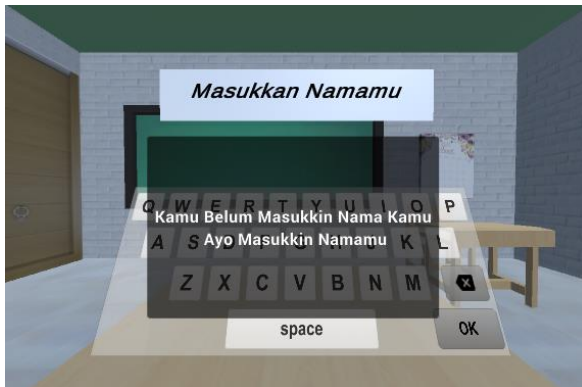 Masukkan Namamu
Q W E R T Y U I O P
Kamu Belum Masukkin Nama Kamu
Ayo Masukkin Namamu
A S D F G H J K L
Z X C V B N M
space
OK